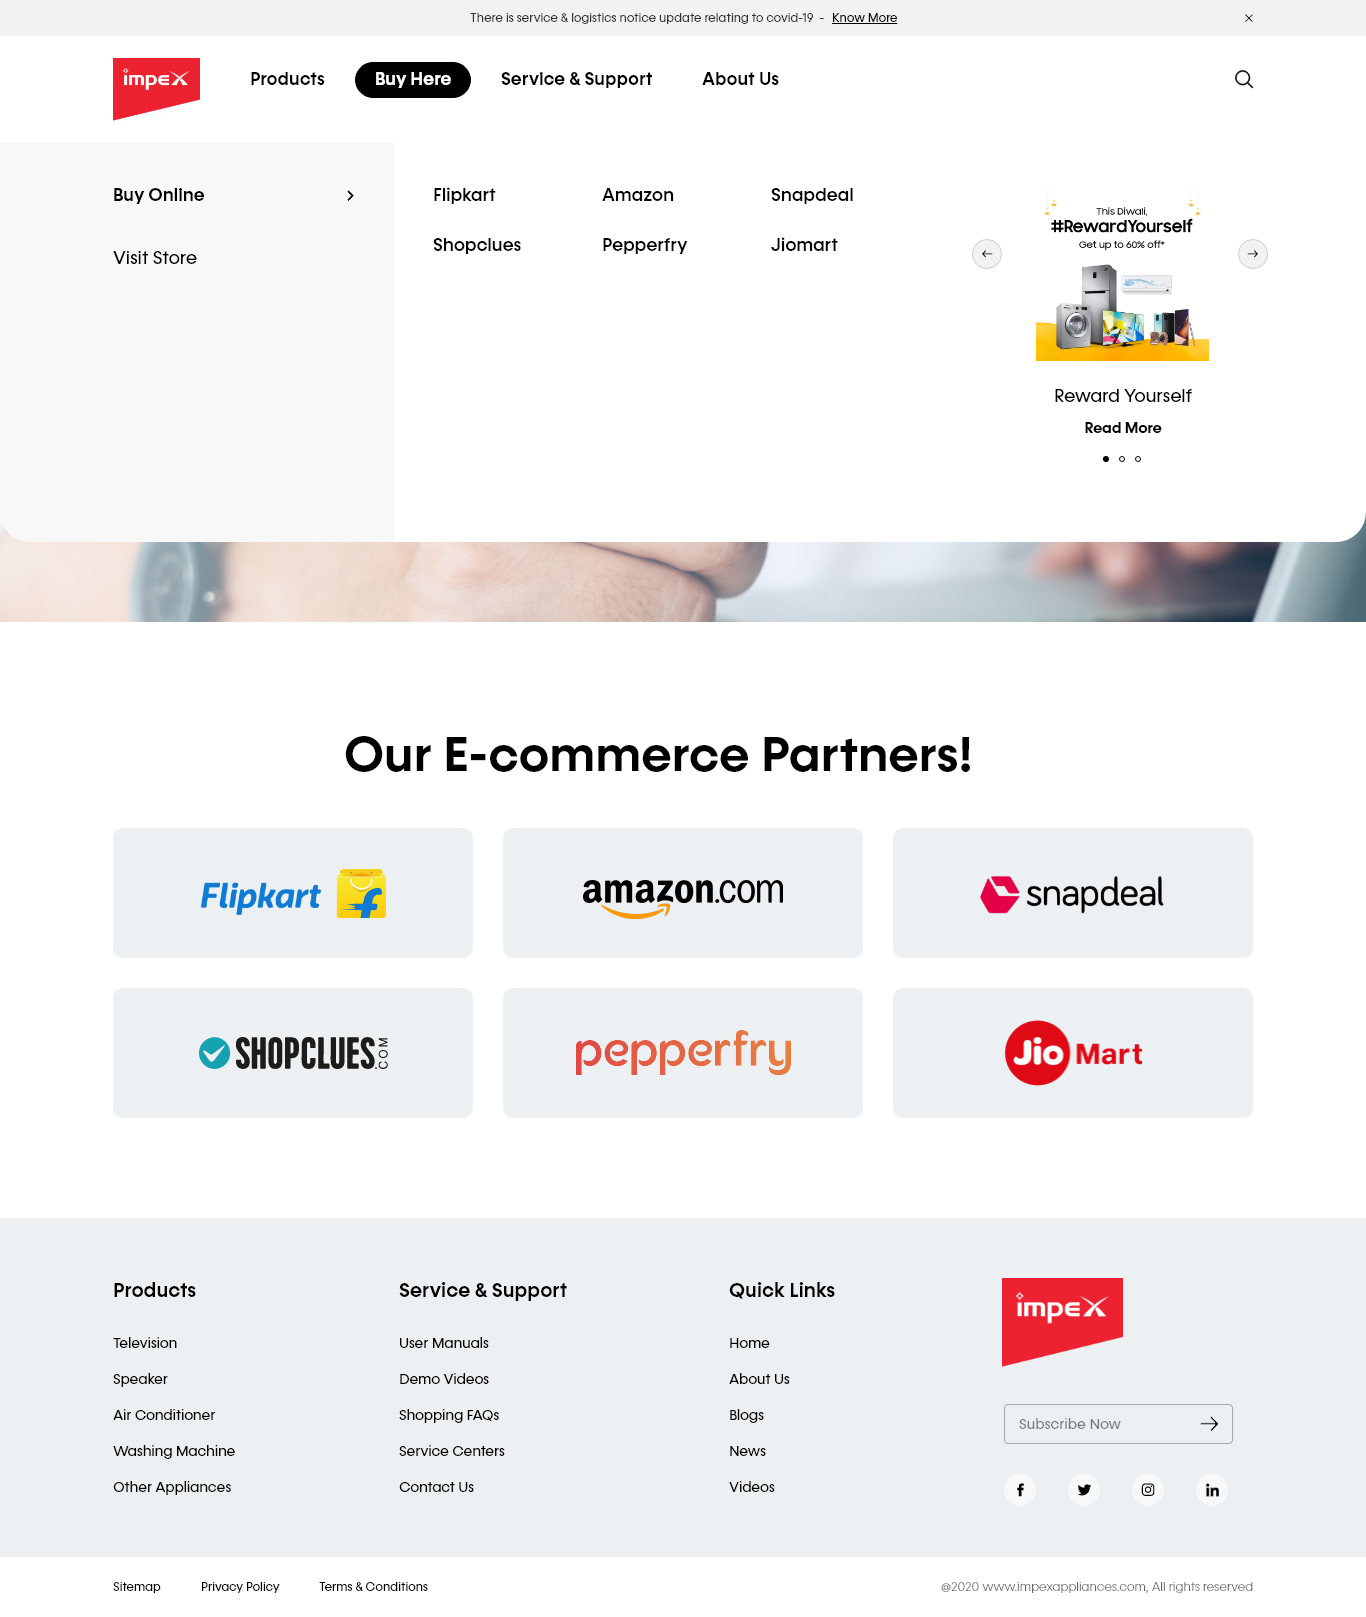 There is service & logistics notice update relating to covid-19 - Know More
impex
Products
Buy Here
Service & Support
About Us
Buy Online
Visit Store
Flipkart
Amazon
Snapdeal
Shopclues
Pepperfry
Jiomart
This Diwali,
#RewardYourself
Get up to 60% off*
Reward Yourself
Read More
Our E-commerce Partners!
Flipkart
amazon.com
snapdeal
SHOPCLUES.COM
pepperfry
Jio Mart
Products
Television
Speaker
Air Conditioner
Washing Machine
Other Appliances
Service & Support
User Manuals
Demo Videos
Shopping FAQs
Service Centers
Contact Us
Quick Links
Home
About Us
Blogs
News
Videos
impex
Subscribe Now
Sitemap
Privacy Policy
Terms & Conditions
@2020 www.impexappliances.com, All rights reserved